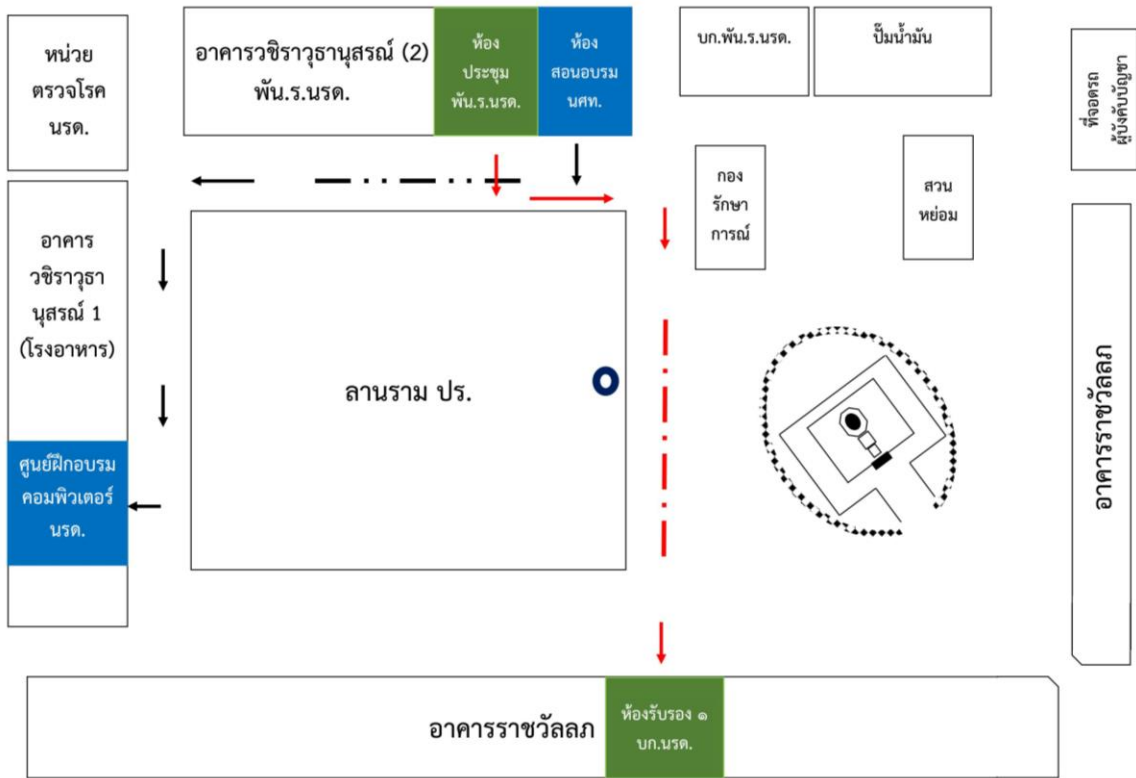 หน่วย
ตรวจโรค
นรด.
อาคารวชิราวุธานุสรณ์ (2)
พัน.ร.นรด.
ห้อง
ประชุม
พัน.ร.นรด.
ห้อง
สอนอบรม
นศท.
บก.พัน.ร.นรด.
ปั๊มน้ำมัน
ที่จอดรถ
ผู้บังคับบัญชา
กอง
รักษา
การณ์
สวน
หย่อม
อาคาร
วชิราวุธา
นุสรณ์ 1
(โรงอาหาร)
ลานราม ปร.
อาคารราชวัลลภ
ศูนย์ฝึกอบรม
คอมพิวเตอร์
นรด.
อาคารราชวัลลภ
ห้องรับรอง ๑
บก.นรด.